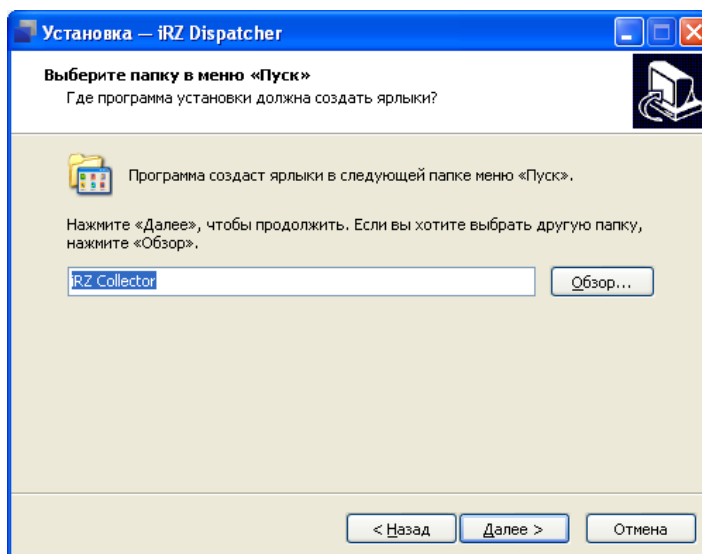 Установка — iRZ Dispatcher
Выберите папку в меню «Пуск»
Где программа установки должна создать ярлыки?
Программа создаст ярлыки в следующей папке меню «Пуск».
Нажмите «Далее», чтобы продолжить. Если вы хотите выбрать другую папку,
нажмите «Обзор».
iRZ Collector
Обзор...
< Назад
Далее >
Отмена